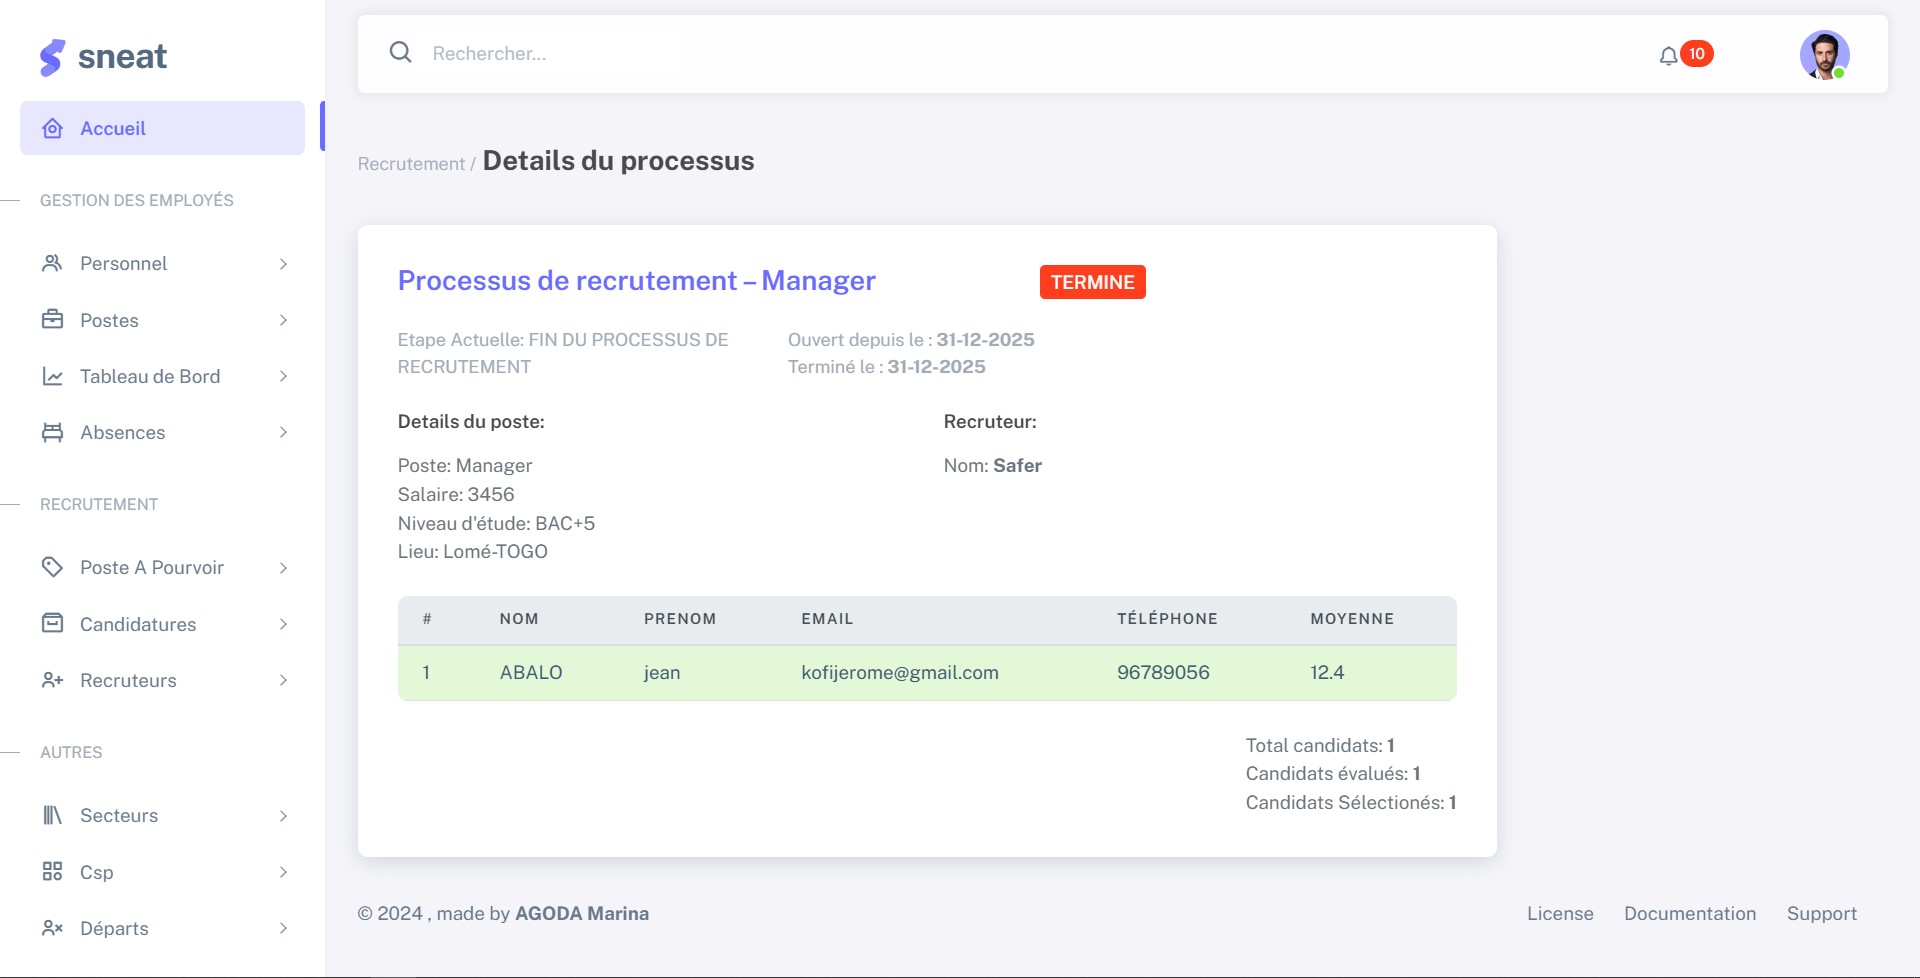 sneat
Rechercher...
10
Accueil
Recrutement / Details du processus
GESTION DES EMPLOYÉS
Personnel
Postes
Tableau de Bord
Absences
RECRUTEMENT
Poste A Pourvoir
Candidatures
Recruteurs
AUTRES
Secteurs
Csp
Départs
Processus de recrutement – Manager
TERMINE
Etape Actuelle: FIN DU PROCESSUS DE
RECRUTEMENT
Ouvert depuis le : 31-12-2025
Terminé le : 31-12-2025
Details du poste:
Poste: Manager
Salaire: 3456
Niveau d'étude: BAC+5
Lieu: Lomé-TOGO
Recruteur:
Nom: Safer
# NOM PRENOM EMAIL TÉLÉPHONE MOYENNE
1 ABALO jean kofijerome@gmail.com 96789056 12.4
Total candidats: 1
Candidats évalués: 1
Candidats Sélectionés: 1
© 2024 , made by AGODA Marina
License Documentation Support